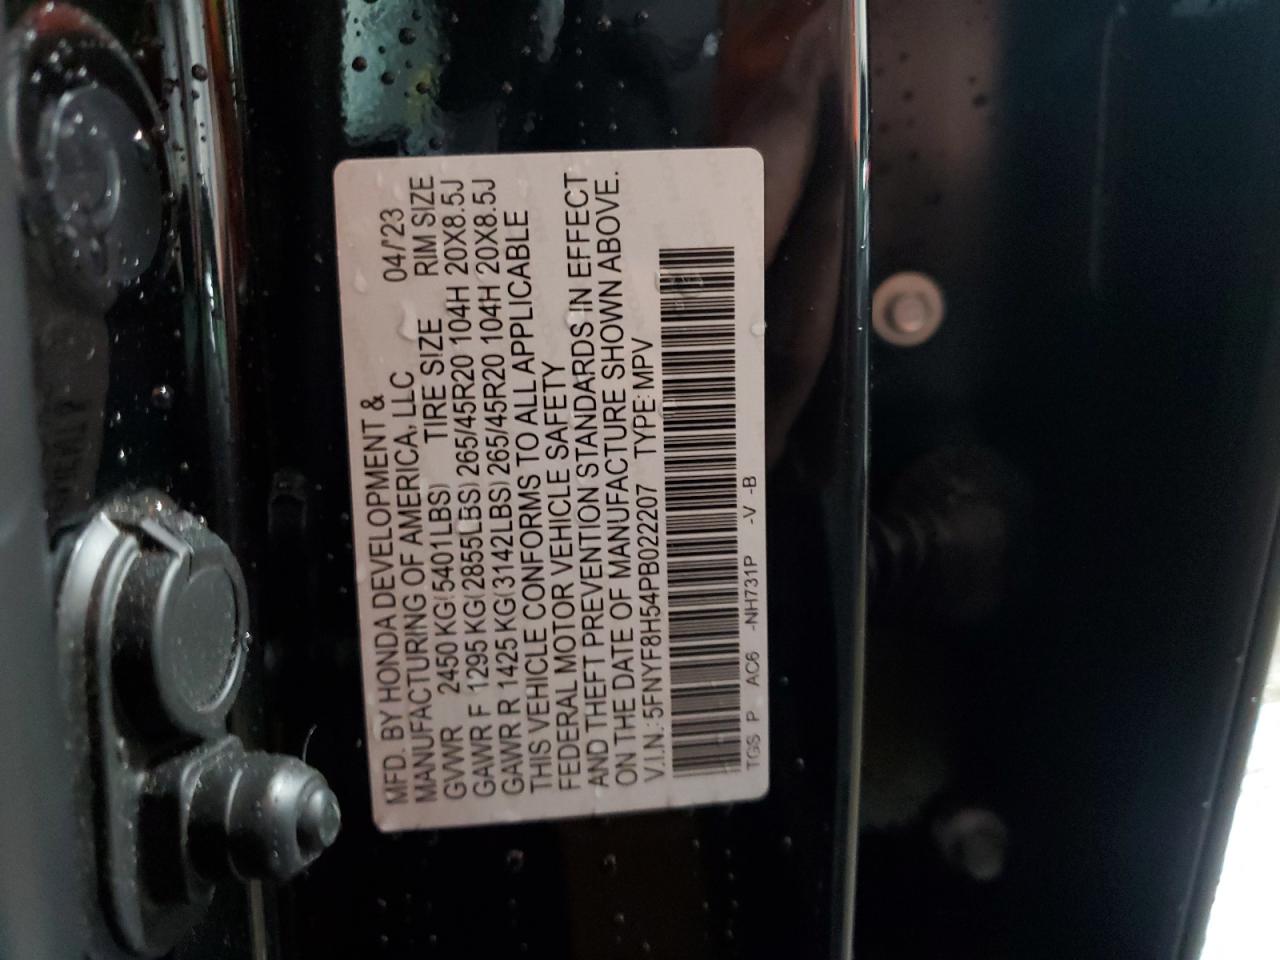 MFD. BY HONDA DEVELOPMENT &
MANUFACTURING OF AMERICA, LLC 04/'23
GVWR 2450 KG(5401LBS) TIRE SIZE RIM SIZE
GAWR F 1295 KG(2855LBS) 265/45R20 104H 20X8.5J
GAWR R 1425 KG(3142LBS) 265/45R20 104H 20X8.5J
THIS VEHICLE CONFORMS TO ALL APPLICABLE
FEDERAL MOTOR VEHICLE SAFETY
AND THEFT PREVENTION STANDARDS IN EFFECT
ON THE DATE OF MANUFACTURE SHOWN ABOVE.
V.I.N.:5FNYF8H54PB022207 TYPE:MPV
TGS P AC6 -NH731P -V -B